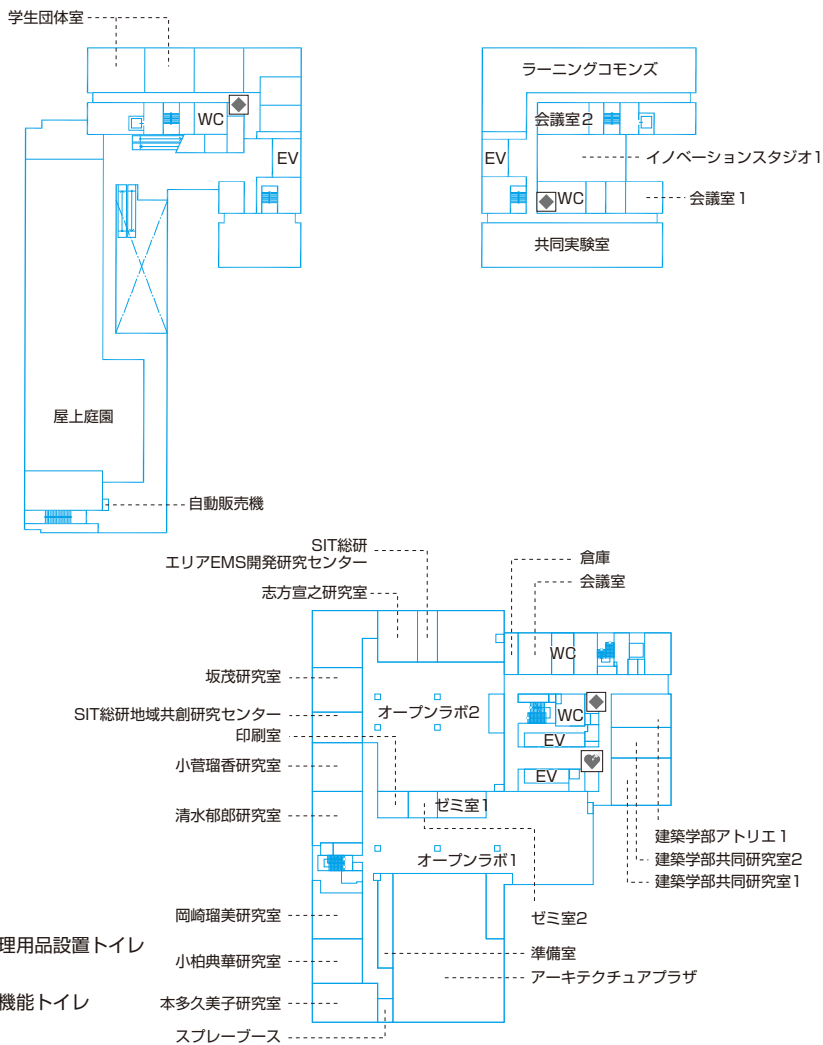 学生団体室
WC
EV
屋上庭園
自動販売機
ラーニングコモンズ
会議室2
イノベーションスタジオ1
EV
WC
会議室1
共同実験室
SIT総研
エリアEMS開発研究センター
志方宣之研究室
倉庫
会議室
WC
坂茂研究室
SIT総研地域共創研究センター
オープンラボ2
WC
印刷室
EV
小菅瑠香研究室
EV
清水郁郎研究室
ゼミ室1
建築学部アトリエ1
オープンラボ1
建築学部共同研究室2
建築学部共同研究室1
岡崎瑠美研究室
ゼミ室2
理用品設置トイレ
準備室
小柏典華研究室
アーキテクチュアプラザ
機能トイレ
本多久美子研究室
スプレーブース